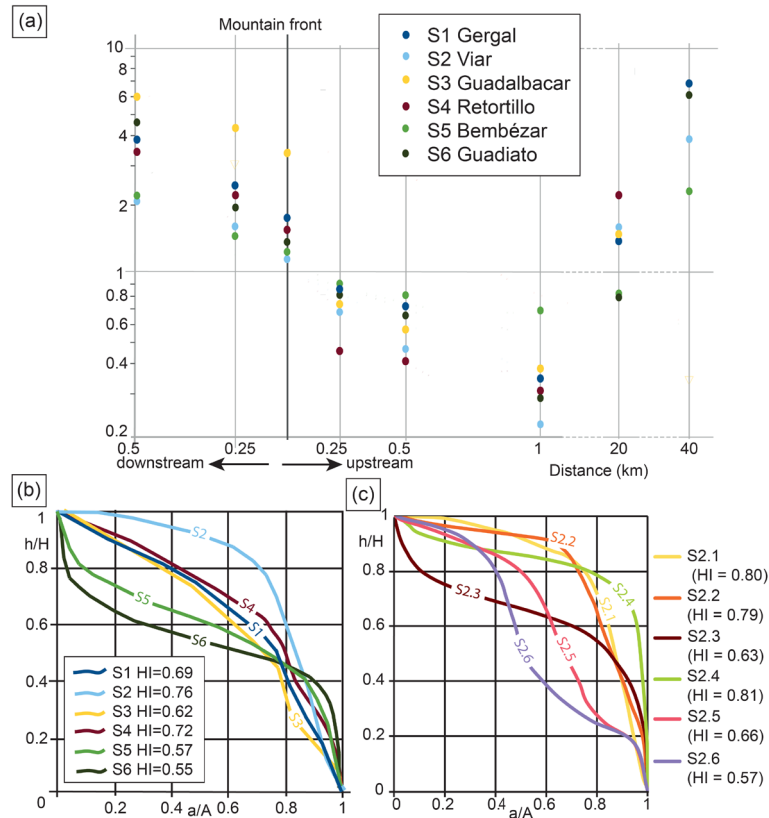 (a)
Mountain front
S1 Gergal
S2 Viar
S3 Guadalbacar
S4 Retortillo
S5 Bembézar
S6 Guadiato
10
8
6
4
2
1
0.8
0.6
0.4
0.2
0.5 0.25 0.25 0.5 1 20 40
downstream upstream Distance (km)
(b)
1
h/H
0.8
0.6
0.4
0.2
0
0.2 0.4 0.6 0.8 1
a/A
S2
S4
S1
S5
S6
S3
S1 HI=0.69
S2 HI=0.76
S3 HI=0.62
S4 HI=0.72
S5 HI=0.57
S6 HI=0.55
(c)
1
h/H
0.8
0.6
0.4
0.2
0
0 0.2 0.4 0.6 0.8 1
a/A
S2.2
S2.3
S2.4
S2.1
S2.6
S2.5
S2.1
(HI = 0.80)
S2.2
(HI = 0.79)
S2.3
(HI = 0.63)
S2.4
(HI = 0.81)
S2.5
(HI = 0.66)
S2.6
(HI = 0.57)